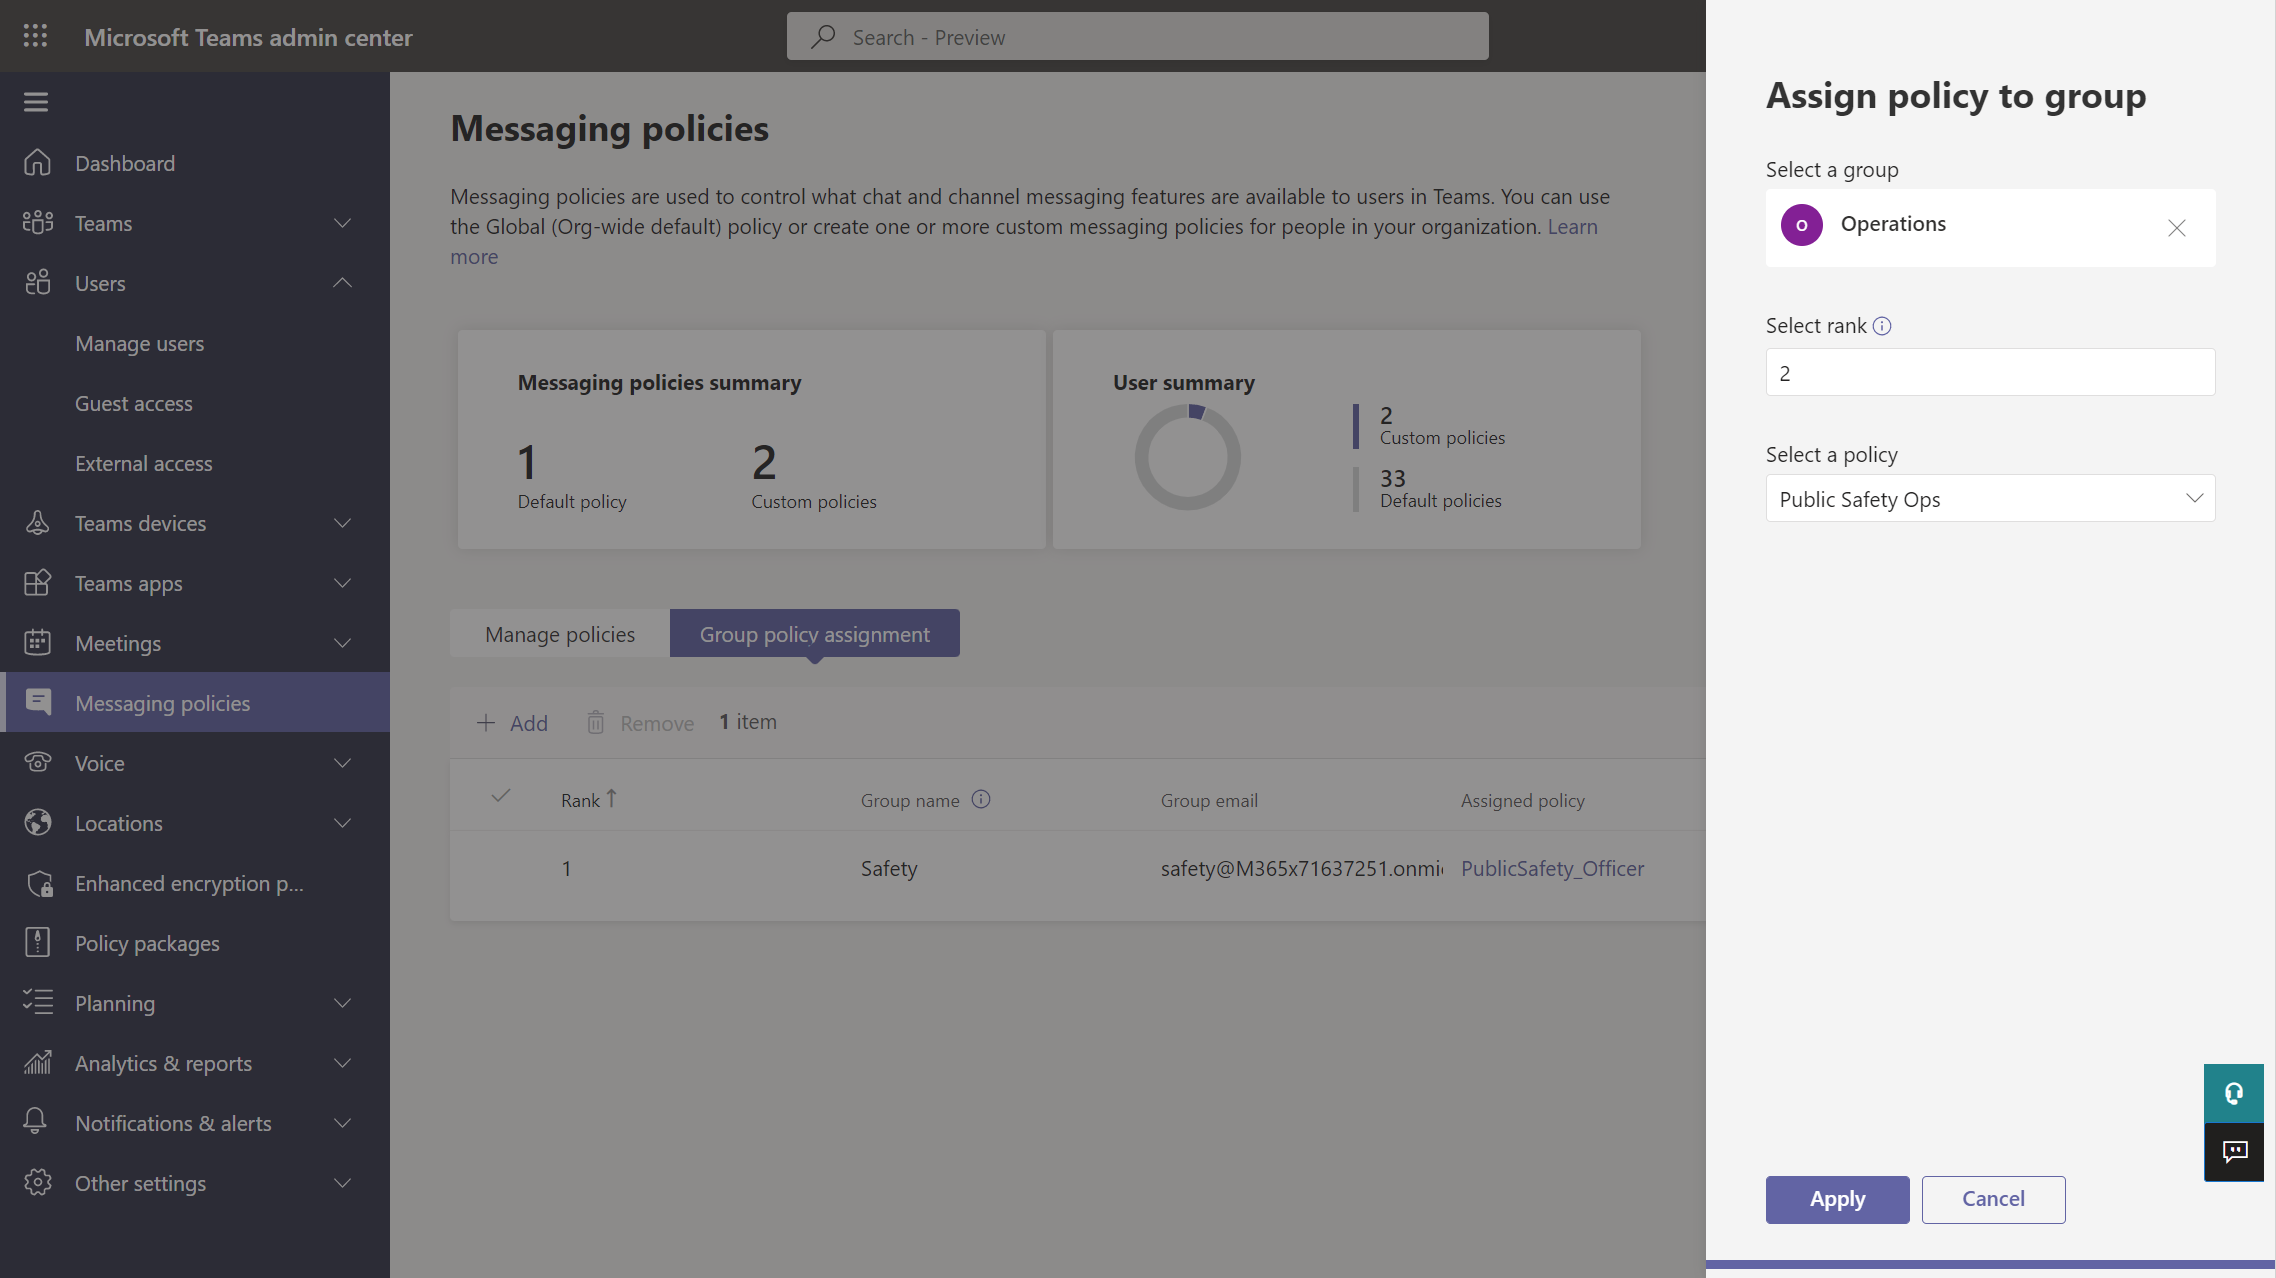 Microsoft Teams admin center
Search - Preview
Dashboard
Teams
Users
Manage users
Guest access
External access
Teams devices
Teams apps
Meetings
Messaging policies
Voice
Locations
Enhanced encryption p...
Policy packages
Planning
Analytics & reports
Notifications & alerts
Other settings
Messaging policies
Messaging policies are used to control what chat and channel messaging features are available to users in Teams. You can use
the Global (Org-wide default) policy or create one or more custom messaging policies for people in your organization. Learn
more
Messaging policies summary
1
Default policy
2
Custom policies
User summary
2
Custom policies
33
Default policies
Manage policies
Group policy assignment
Add
Remove
1 item
Rank
Group name
Group email
Assigned policy
1
Safety
safety@M365x71637251.onmi
PublicSafety_Officer
Assign policy to group
Select a group
O
Operations
Select rank
2
Select a policy
Public Safety Ops
Apply
Cancel